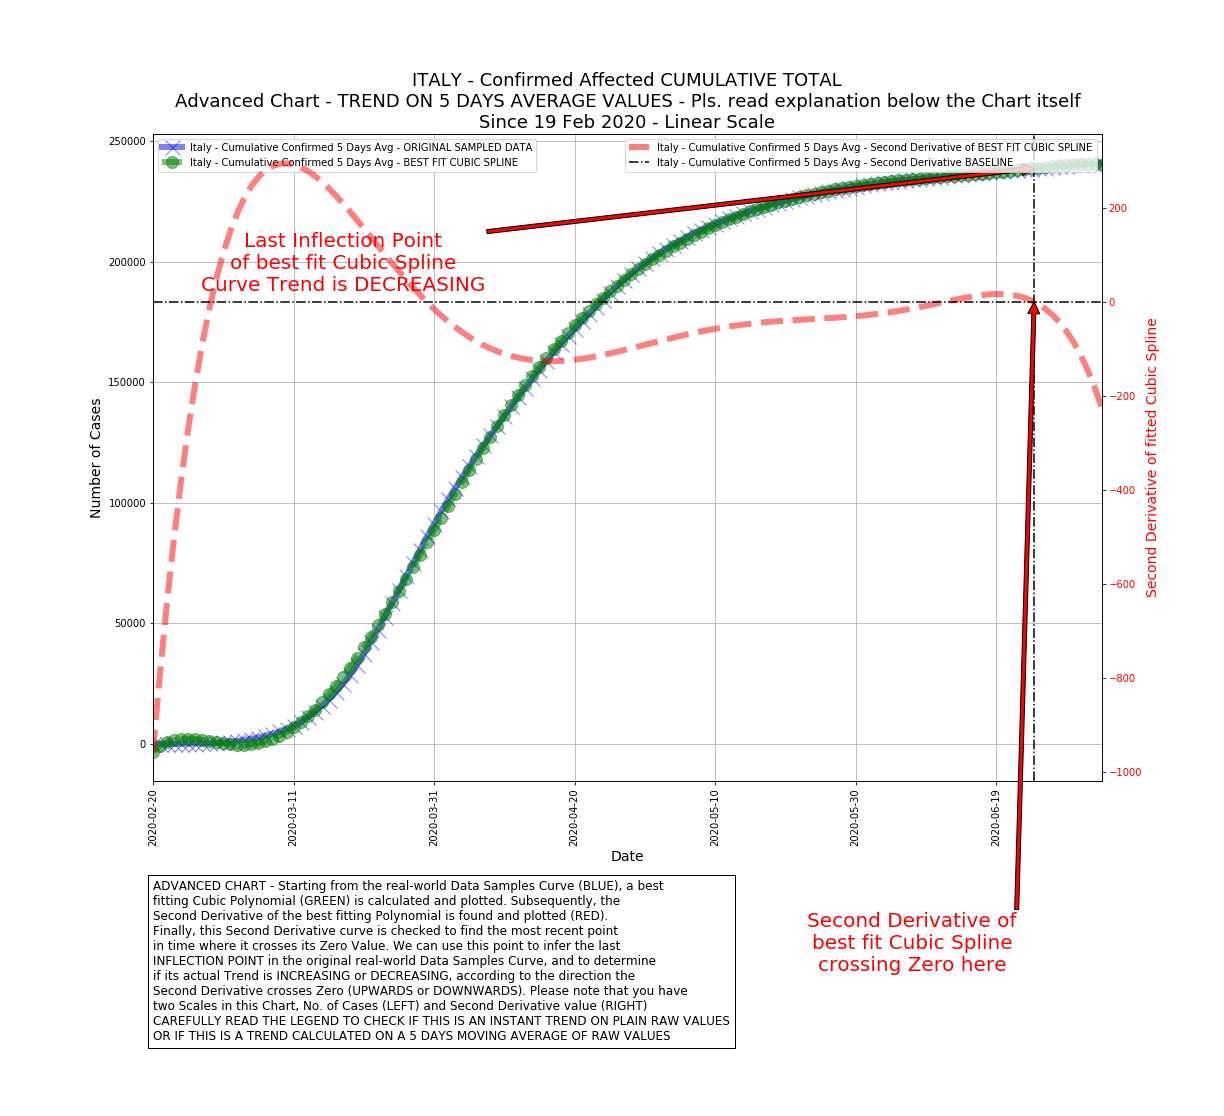 ITALY - Confirmed Affected CUMULATIVE TOTAL
Advanced Chart - TREND ON 5 DAYS AVERAGE VALUES - Pls. read explanation below the Chart itself
Since 19 Feb 2020 - Linear Scale
Italy - Cumulative Confirmed 5 Days Avg - ORIGINAL SAMPLED DATA
Italy - Cumulative Confirmed 5 Days Avg - BEST FIT CUBIC SPLINE
Italy - Cumulative Confirmed 5 Days Avg - Second Derivative of BEST FIT CUBIC SPLINE
Italy - Cumulative Confirmed 5 Days Avg - Second Derivative BASELINE
Last Inflection Point
of best fit Cubic Spline
Curve Trend is DECREASING
Number of Cases
250000
200000
150000
100000
50000
0
200
0
−200
−400
−600
−800
−1000
Second Derivative of fitted Cubic Spline
2020-02-20
2020-03-11
2020-03-31
2020-04-20
2020-05-10
2020-05-30
2020-06-19
Date
Second Derivative of
best fit Cubic Spline
crossing Zero here
ADVANCED CHART - Starting from the real-world Data Samples Curve (BLUE), a best
fitting Cubic Polynomial (GREEN) is calculated and plotted. Subsequently, the
Second Derivative of the best fitting Polynomial is found and plotted (RED).
Finally, this Second Derivative curve is checked to find the most recent point
in time where it crosses its Zero Value. We can use this point to infer the last
INFLECTION POINT in the original real-world Data Samples Curve, and to determine
if its actual Trend is INCREASING or DECREASING, according to the direction the
Second Derivative crosses Zero (UPWARDS or DOWNWARDS). Please note that you have
two Scales in this Chart, No. of Cases (LEFT) and Second Derivative value (RIGHT)
CAREFULLY READ THE LEGEND TO CHECK IF THIS IS AN INSTANT TREND ON PLAIN RAW VALUES
OR IF THIS IS A TREND CALCULATED ON A 5 DAYS MOVING AVERAGE OF RAW VALUES